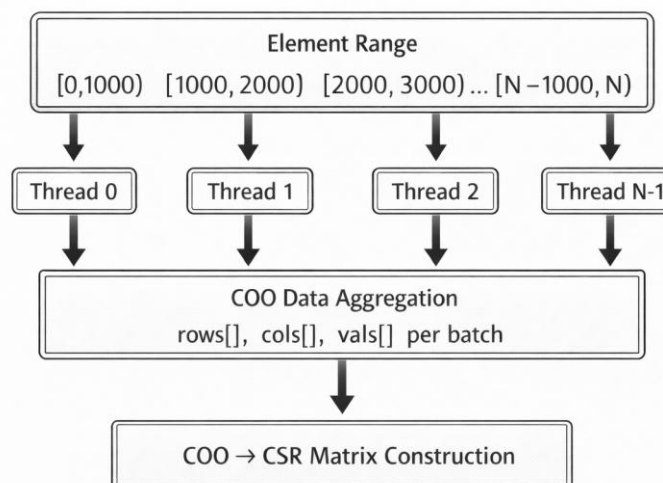 Element Range
[0,1000) [1000, 2000) [2000, 3000) ... [N – 1000, N)
Thread 0 Thread 1 Thread 2 Thread N-1
COO Data Aggregation
rows[], cols[], vals[] per batch
COO → CSR Matrix Construction